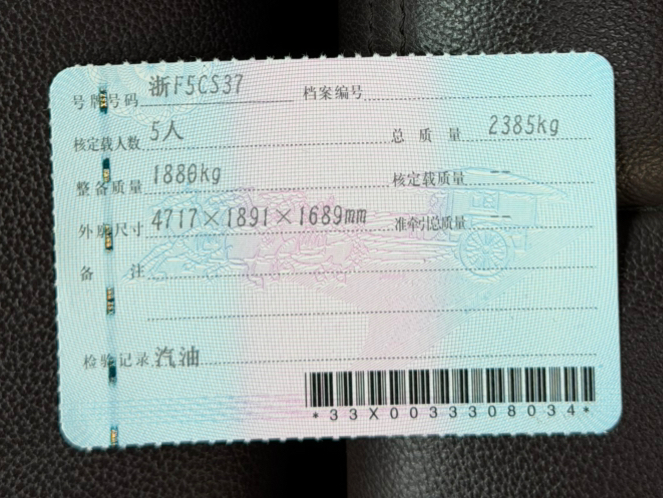 号牌号码 浙F5CS37 档案编号
核定载人数 5人 总质量 2385kg
整备质量 1880kg 核定载质量 --
外廓尺寸 4717×1891×1689mm 准牵引总质量 --
备注
检验记录 汽油
*33X0033308034*